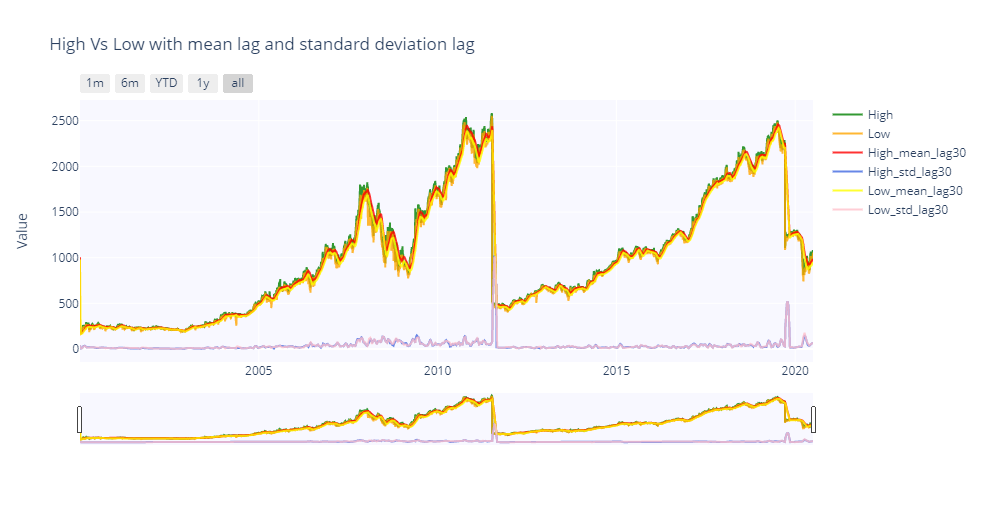 High Vs Low with mean lag and standard deviation lag
1m 6m YTD 1y all
High
Low
High_mean_lag30
High_std_lag30
Low_mean_lag30
Low_std_lag30
Value
2500
2000
1500
1000
500
0
2005 2010 2015 2020